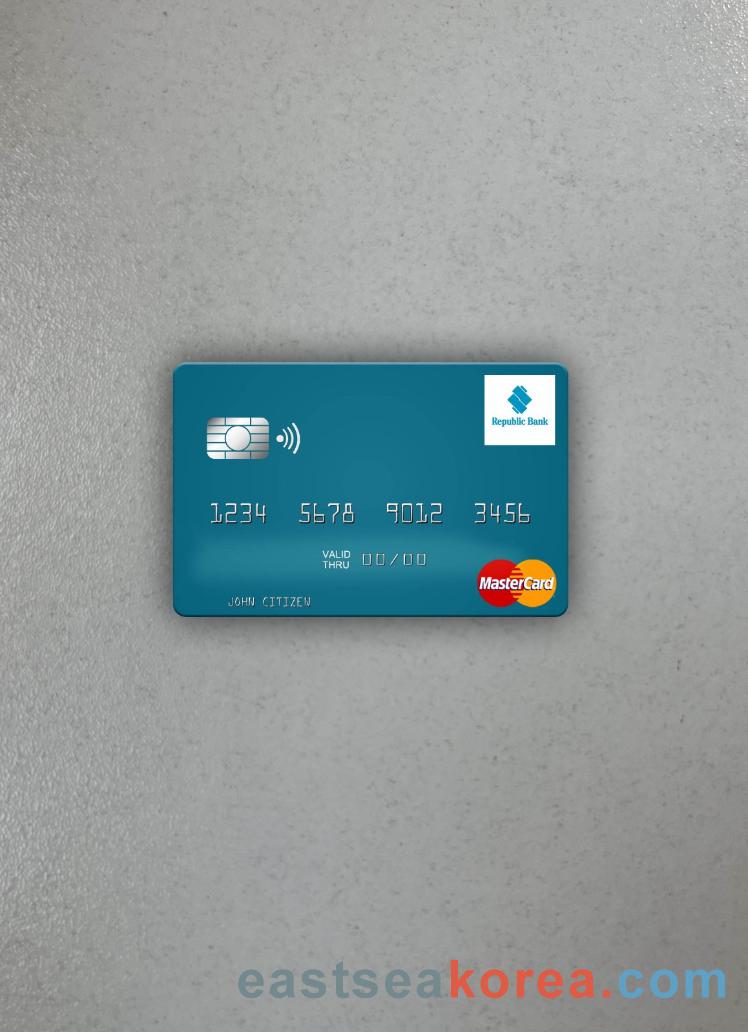 Republic Bank
1234 5678 9012 3456
VALID
THRU 00/00
MasterCard
JOHN CITIZEN
eastseakorea.com